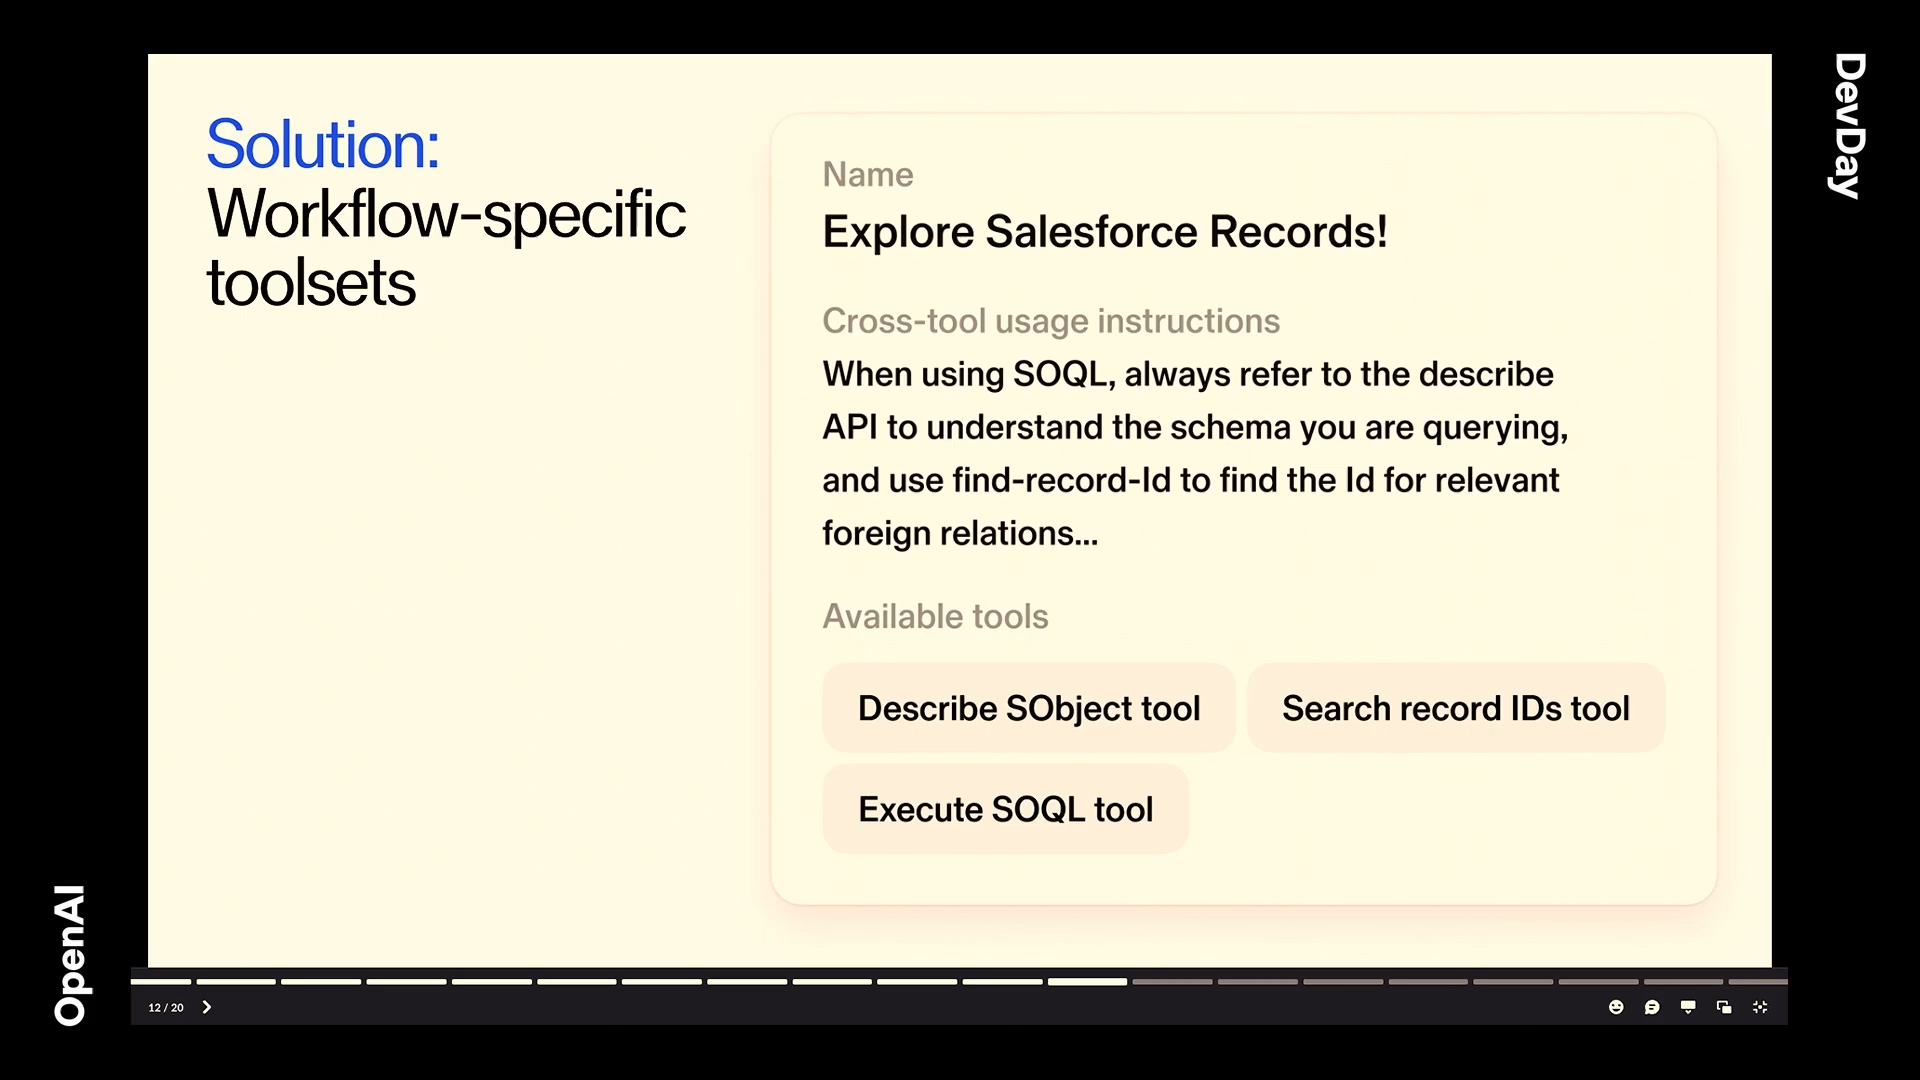 Solution:
Workflow-specific
toolsets
Name
Explore Salesforce Records!
Cross-tool usage instructions
When using SOQL, always refer to the describe
API to understand the schema you are querying,
and use find-record-Id to find the Id for relevant
foreign relations...
Available tools
Describe SObject tool
Search record IDs tool
Execute SOQL tool
DevDay
OpenAI
12 / 20